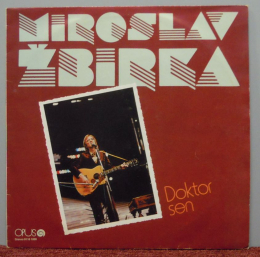 MIROSLAV
ŽBIRKA
Doktor
sen
OPUS